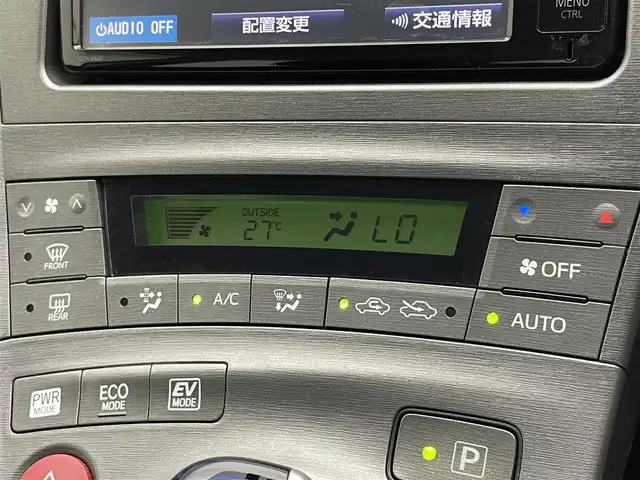 AUDIO OFF
配置変更
交通情報
MENU
CTRL
OUTSIDE
27℃
LO
FRONT
OFF
REAR
A/C
AUTO
PWR
MODE
ECO
MODE
EV
MODE
P